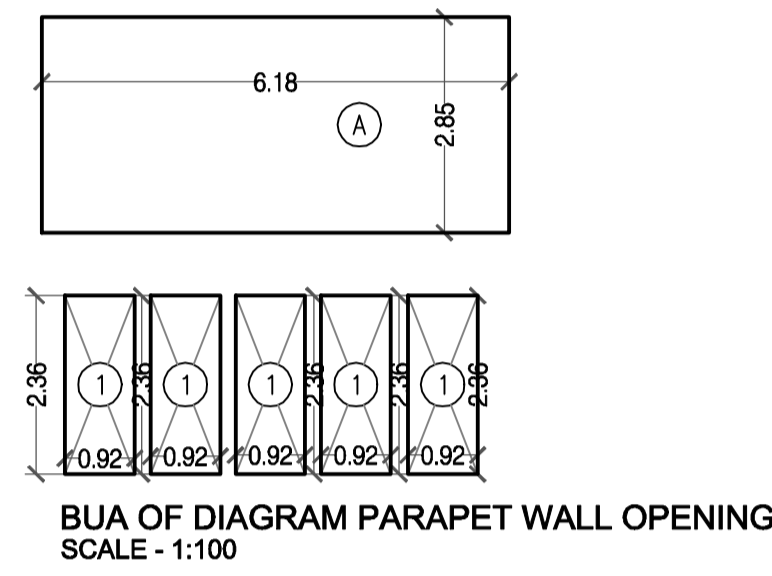 6.18
A
2.85
2.36 1 2.36 1 1 2.36 1 2.36 1 2.36
0.92 0.92 0.92 0.92 0.92
BUA OF DIAGRAM PARAPET WALL OPENING
SCALE - 1:100